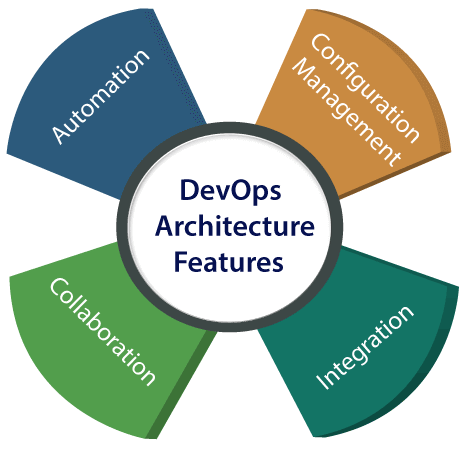 Automation
Configuration
Management
DevOps
Architecture
Features
Collaboration
Integration